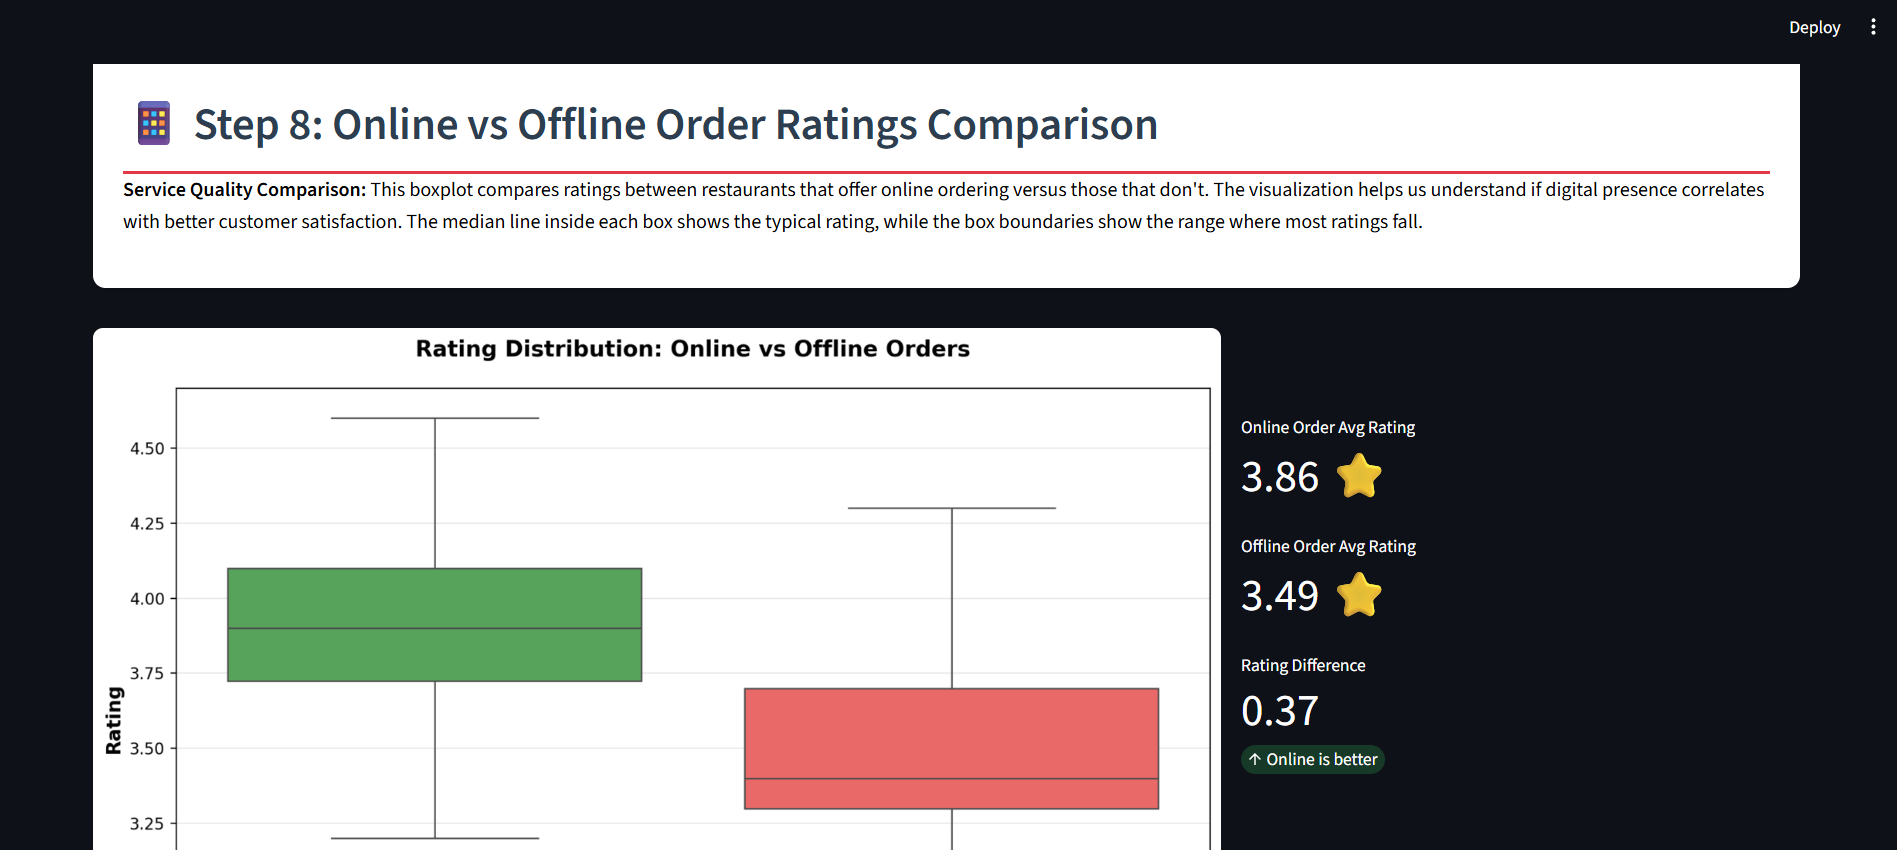 Deploy
Step 8: Online vs Offline Order Ratings Comparison
Service Quality Comparison: This boxplot compares ratings between restaurants that offer online ordering versus those that don't. The visualization helps us understand if digital presence correlates
with better customer satisfaction. The median line inside each box shows the typical rating, while the box boundaries show the range where most ratings fall.
Rating Distribution: Online vs Offline Orders
4.50
4.25
4.00
3.75
3.50
3.25
Rating
Online Order Avg Rating
3.86
Offline Order Avg Rating
3.49
Rating Difference
0.37
↑ Online is better